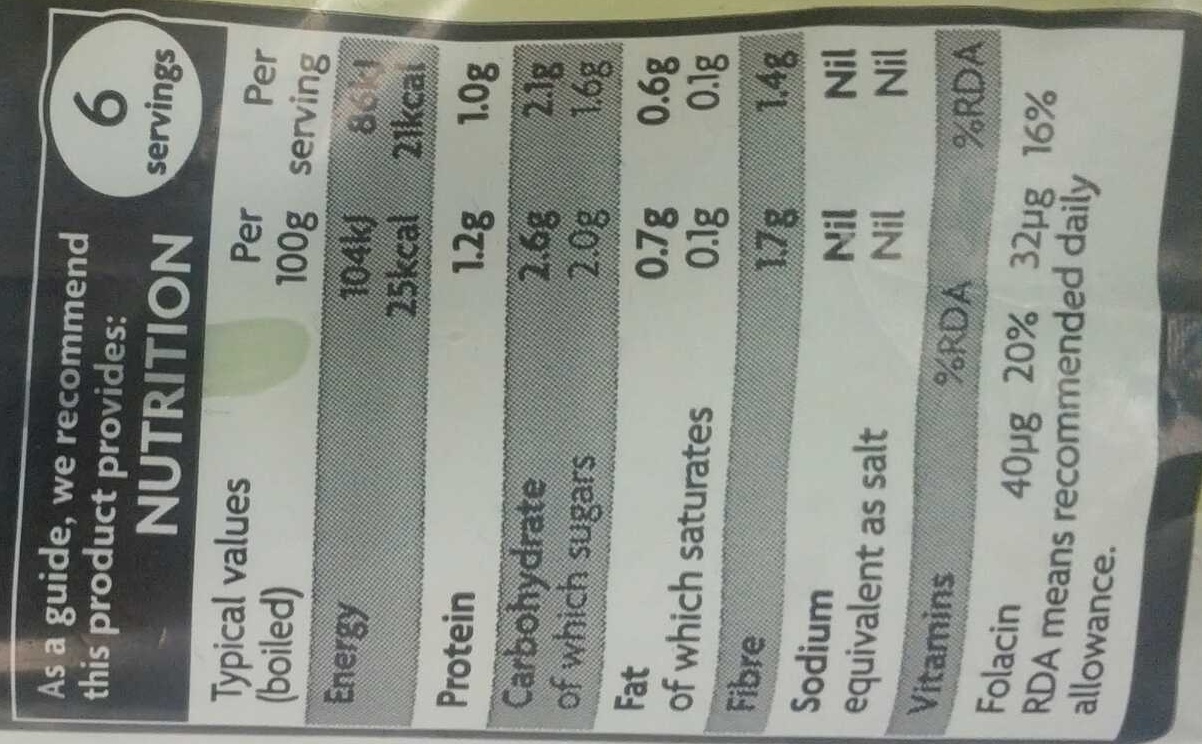 As a guide, we recommend
this product provides:
6
servings
NUTRITION
Typical values Per Per
(boiled) 100g serving
Energy 104kJ 86kJ
25kcal 21kcal
Protein 1.2g 1.0g
Carbohydrate 2.6g 2.1g
of which sugars 2.0g 1.6g
Fat 0.7g 0.6g
of which saturates 0.1g 0.1g
Fibre 1.7g 1.4g
Sodium Nil Nil
equivalent as salt Nil Nil
Vitamins %RDA %RDA
Folacin 40µg 20% 32µg 16%
RDA means recommended daily
allowance.